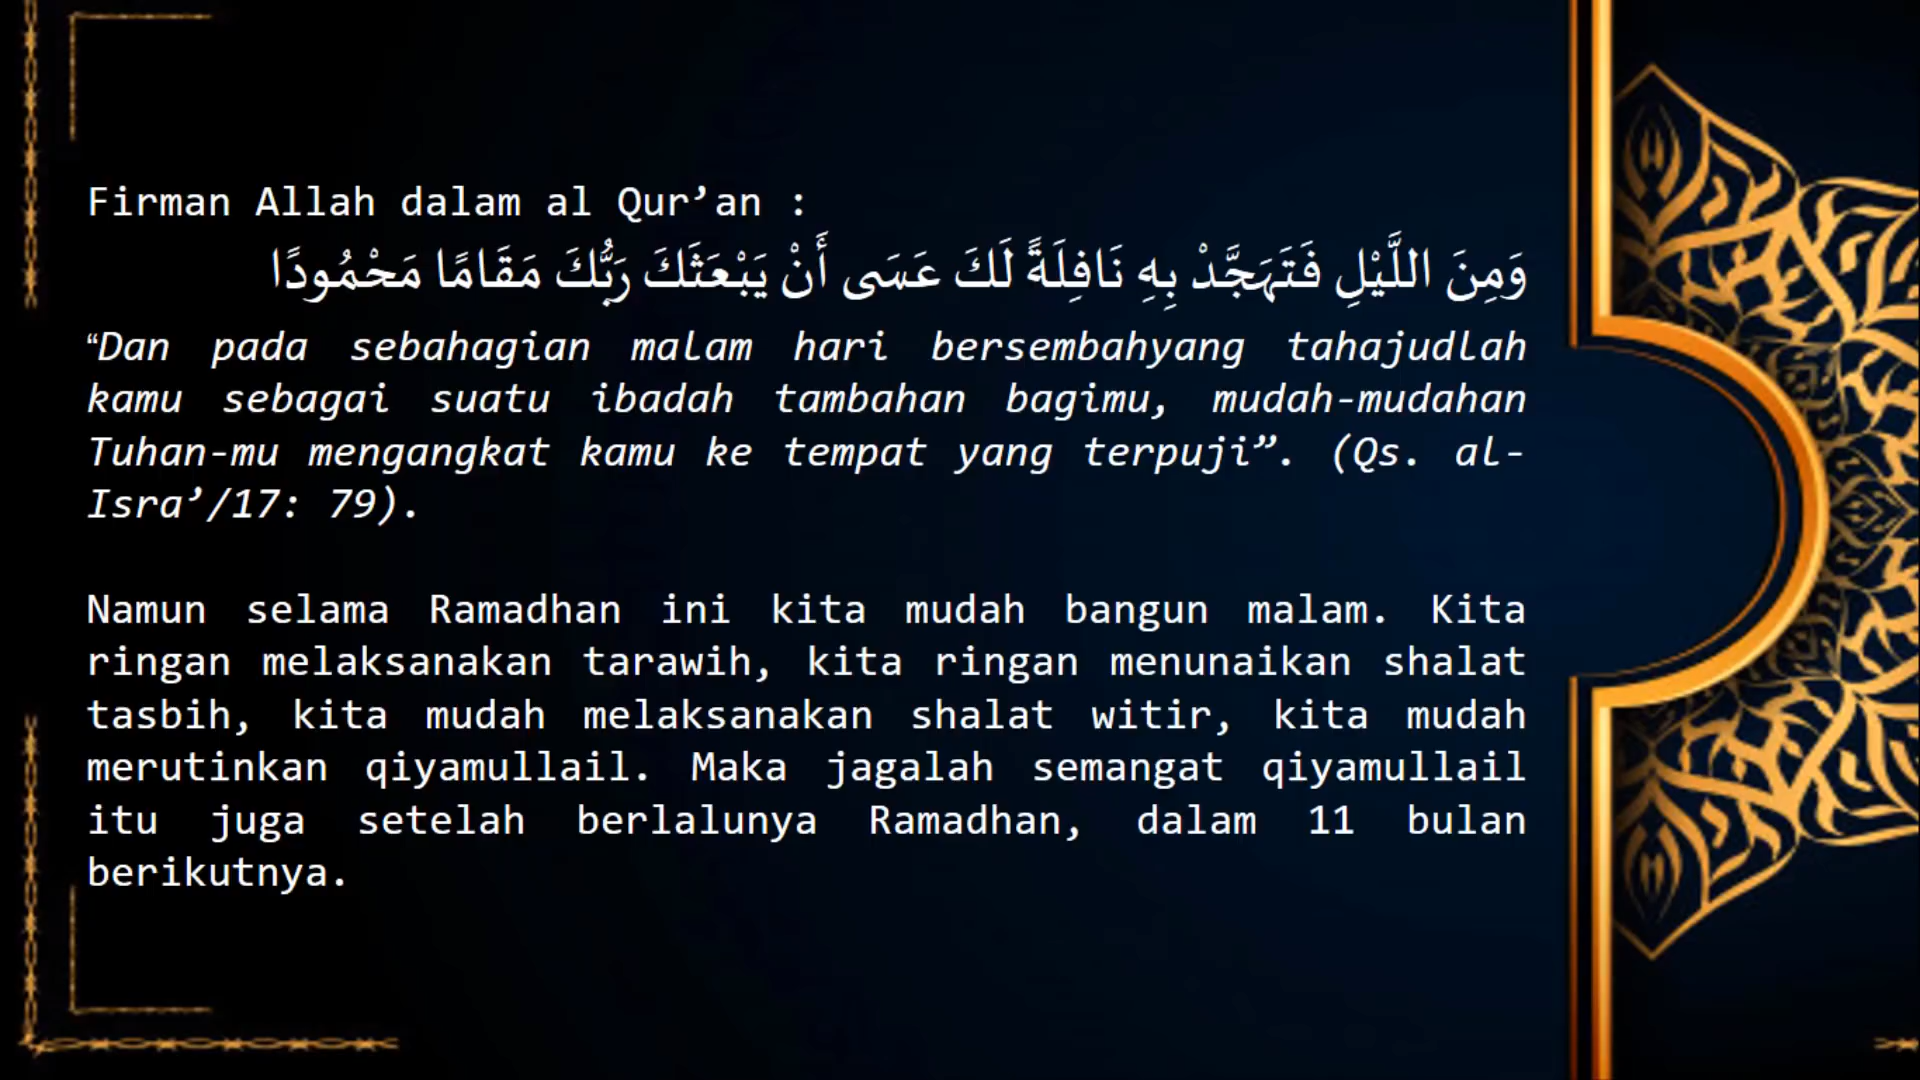 Firman Allah dalam al Qur’an :
وَمِنَ اللَّيْلِ فَتَهَجَّدْ بِهِ نَافِلَةً لَكَ عَسَى أَنْ يَبْعَثَكَ رَبُّكَ مَقَامًا مَحْمُودًا
“Dan pada sebahagian malam hari bersembahyang tahajudlah
kamu sebagai suatu ibadah tambahan bagimu, mudah-mudahan
Tuhan-mu mengangkat kamu ke tempat yang terpuji”. (Qs. al-
Isra’/17: 79).
Namun selama Ramadhan ini kita mudah bangun malam. Kita
ringan melaksanakan tarawih, kita ringan menunaikan shalat
tasbih, kita mudah melaksanakan shalat witir, kita mudah
merutinkan qiyamullail. Maka jagalah semangat qiyamullail
itu juga setelah berlalunya Ramadhan, dalam 11 bulan
berikutnya.